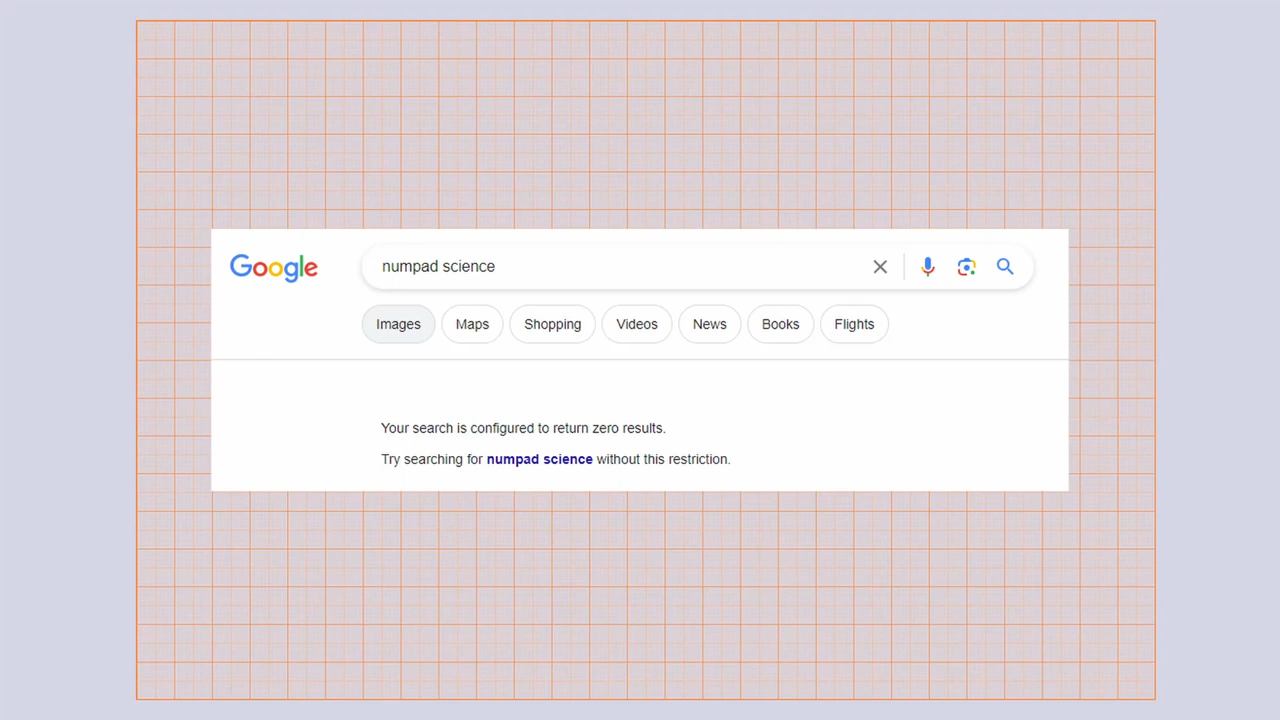 Google
numpad science
Images Maps Shopping Videos News Books Flights
Your search is configured to return zero results.
Try searching for numpad science without this restriction.